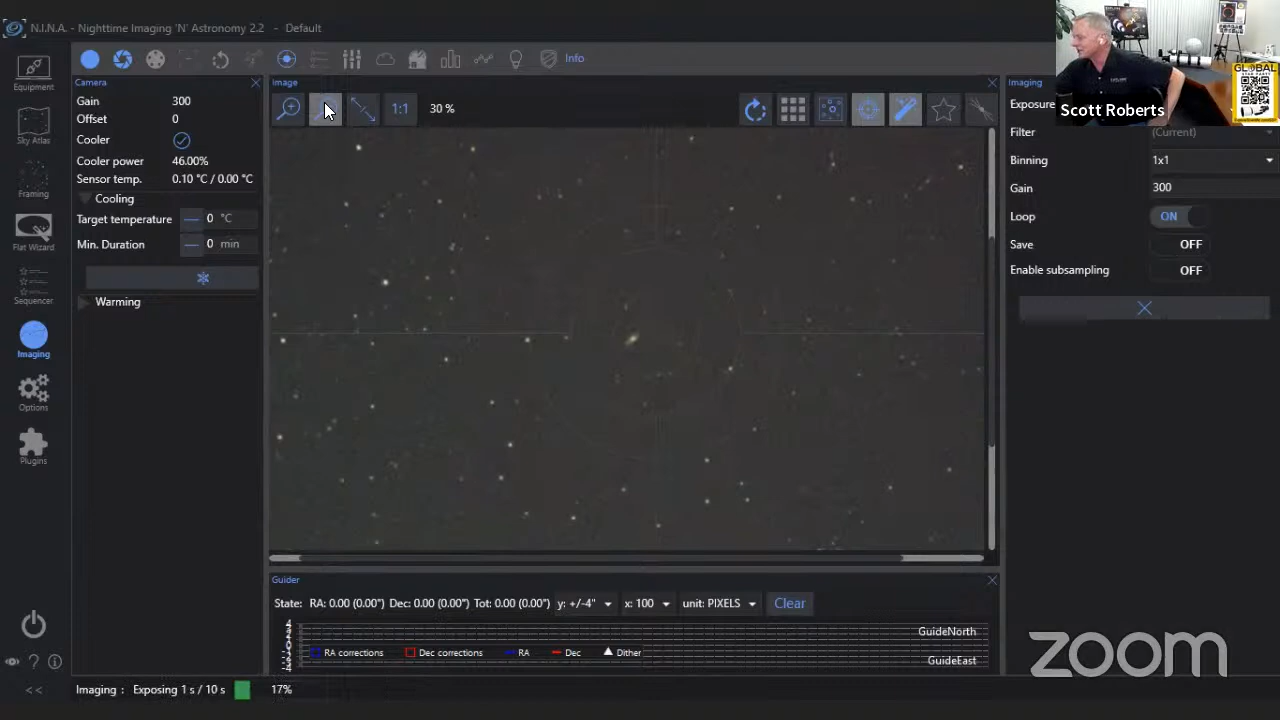 N.I.N.A. - Nighttime Imaging 'N' Astronomy 2.2 - Default
Info
Equipment
Sky Atlas
Framing
Flat Wizard
Sequencer
Imaging
Options
Plugins
<<
Camera
Gain 300
Offset 0
Cooler
Cooler power 46.00%
Sensor temp. 0.10 °C / 0.00 °C
Cooling
Target temperature 0 °C
Min. Duration 0 min
Warming
Image
1:1 30 %
Guider
State: RA: 0.00 (0.00") Dec: 0.00 (0.00") Tot: 0.00 (0.00") y: +/-4" x: 100 unit: PIXELS Clear
GuideNorth
GuideEast
RA corrections Dec corrections RA Dec Dither
Imaging
Exposure
Filter (Current)
Binning 1x1
Gain 300
Loop ON
Save OFF
Enable subsampling OFF
Scott Roberts
GLOBAL
STAR PARTY
zoom
Imaging : Exposing 1 s / 10 s 17%